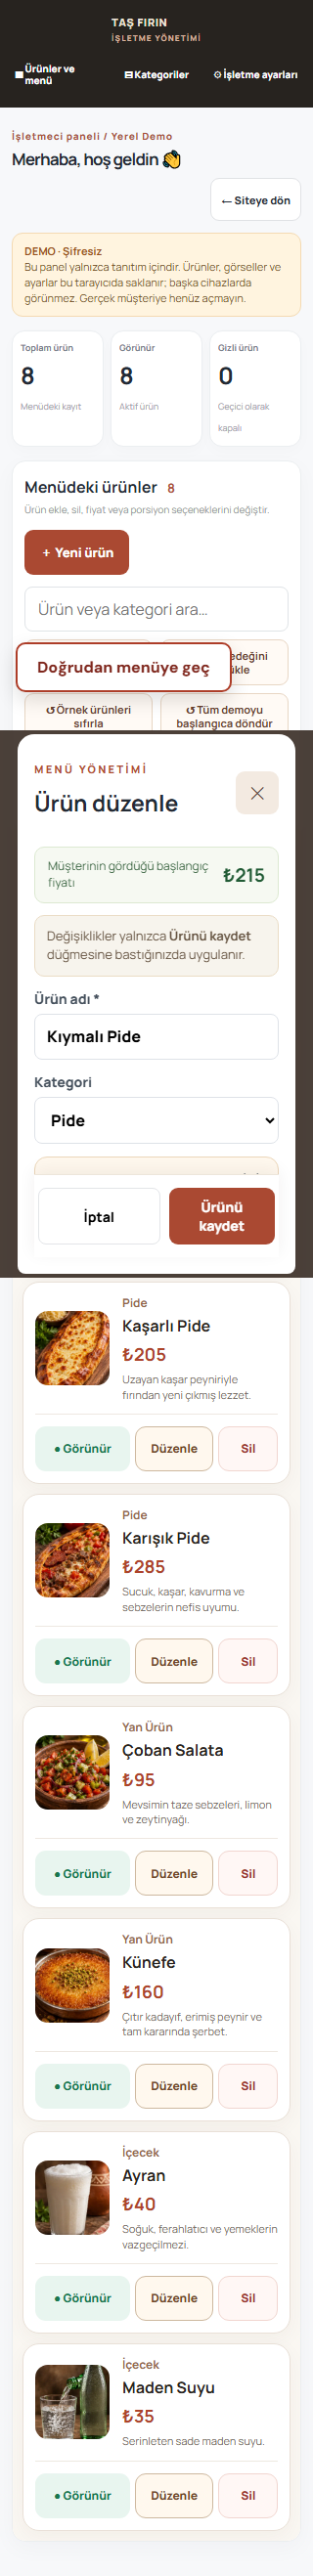 TAŞ FIRIN
İŞLETME YÖNETİMİ
Ürünler ve
menü
Kategoriler
İşletme ayarları
İşletmeci paneli / Yerel Demo
Merhaba, hoş geldin 👋
← Siteye dön
DEMO · Şifresiz
Bu panel yalnızca tanıtım içindir. Ürünler, görseller ve
ayarlar bu tarayıcıda saklanır; başka cihazlarda
görünmez. Gerçek müşteriye henüz açmayın.
Toplam ürün
8
Menüdeki kayıt
Görünür
8
Aktif ürün
Gizli ürün
0
Geçici olarak
kapalı
Menüdeki ürünler 8
Ürün ekle, sil, fiyat veya porsiyon seçeneklerini değiştir.
+ Yeni ürün
Ürün veya kategori ara...
Doğrudan menüye geç
↺ Örnek ürünleri
sıfırla
↺ Tüm demoyu
başlangıca döndür
MENÜ YÖNETİMİ
Ürün düzenle
Müşterinin gördüğü başlangıç
fiyatı
₺215
Değişiklikler yalnızca Ürünü kaydet
düğmesine bastığınızda uygulanır.
Ürün adı *
Kıymalı Pide
Kategori
Pide
İptal
Ürünü
kaydet
Pide
Kaşarlı Pide
₺205
Uzayan kaşar peyniriyle
fırından yeni çıkmış lezzet.
● Görünür
Düzenle
Sil
Pide
Karışık Pide
₺285
Sucuk, kaşar, kavurma ve
sebzelerin nefis uyumu.
● Görünür
Düzenle
Sil
Yan Ürün
Çoban Salata
₺95
Mevsimin taze sebzeleri, limon
ve zeytinyağı.
● Görünür
Düzenle
Sil
Yan Ürün
Künefe
₺160
Çıtır kadayıf, erimiş peynir ve
tam kararında şerbet.
● Görünür
Düzenle
Sil
İçecek
Ayran
₺40
Soğuk, ferahlatıcı ve yemeklerin
vazgeçilmezi.
● Görünür
Düzenle
Sil
İçecek
Maden Suyu
₺35
Serinleten sade maden suyu.
● Görünür
Düzenle
Sil